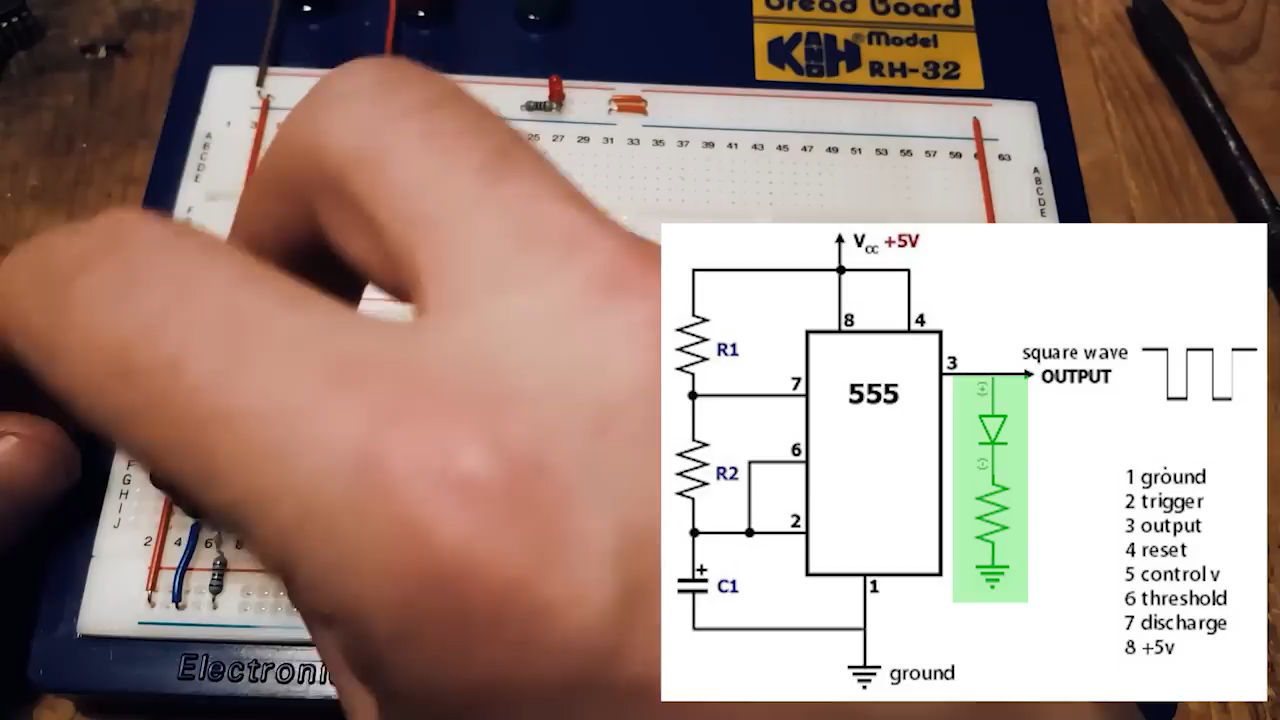 Bread Board
K&H® Model
RH-32
1
25 27 29 31 33 35 37 39 41 43 45 47 49 51 53 55 57 59 63
A
B
C
D
E
A
B
C
D
E
F
F
G
H
I
J
2 4 6 8
Electroni
Vcc +5V
8 4
R1
3
square wave
OUTPUT
7
555
(+)
6
R2
(-)
2
C1
+
1
ground
1 ground
2 trigger
3 output
4 reset
5 control v
6 threshold
7 discharge
8 +5v